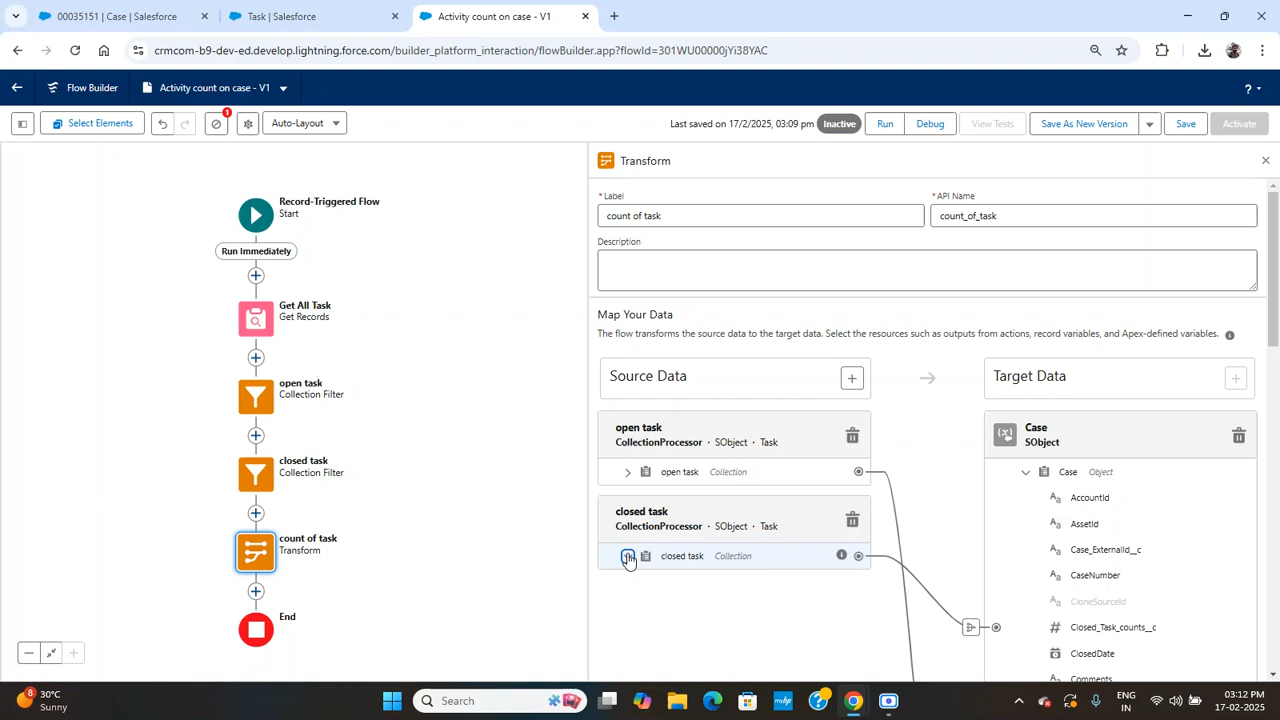 00035151 | Case | Salesforce
Task | Salesforce
Activity count on case - V1
crmcom-b9-dev-ed.develop.lightning.force.com/builder_platform_interaction/flowBuilder.app?flowId=301WU00000jYi38YAC
Flow Builder
Activity count on case - V1
?
Select Elements
1
Auto-Layout
Last saved on 17/2/2025, 03:09 pm
Inactive
Run
Debug
View Tests
Save As New Version
Save
Activate
Record-Triggered Flow
Start
Run Immediately
Get All Task
Get Records
open task
Collection Filter
closed task
Collection Filter
count of task
Transform
End
Transform
* Label
count of task
* API Name
count_of_task
Description
Map Your Data
The flow transforms the source data to the target data. Select the resources such as outputs from actions, record variables, and Apex-defined variables.
Source Data
Target Data
open task
CollectionProcessor • SObject • Task
open task Collection
closed task
CollectionProcessor • SObject • Task
closed task Collection
Case
SObject
Case Object
AccountId
AssetId
Case_ExternalId__c
CaseNumber
CloneSourceId
Closed_Task_counts__c
ClosedDate
Comments
8
30°C
Sunny
Search
ENG
IN
03:12 PM
17-02-2025